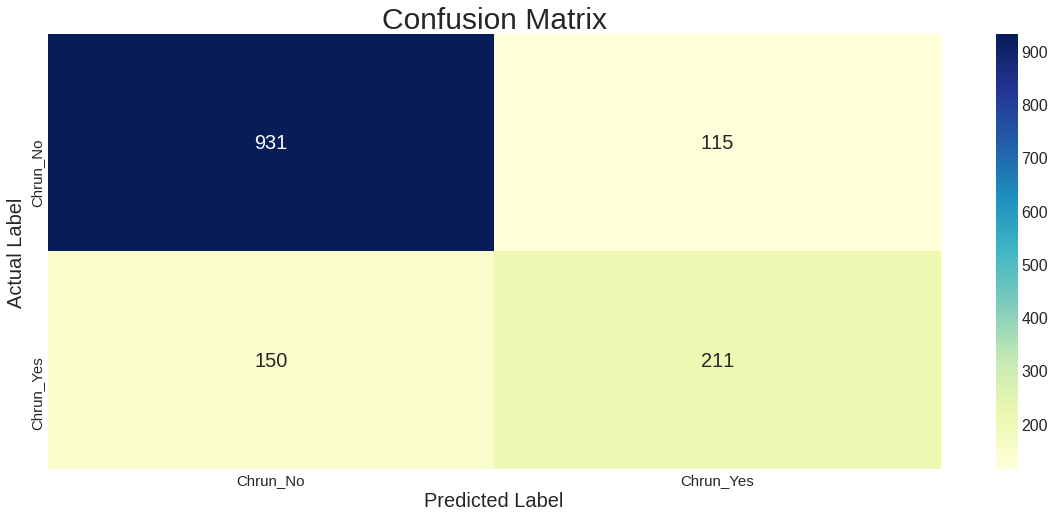 Confusion Matrix
Actual Label
Chrun_No
931
115
Chrun_Yes
150
211
Chrun_No
Chrun_Yes
Predicted Label
900
800
700
600
500
400
300
200